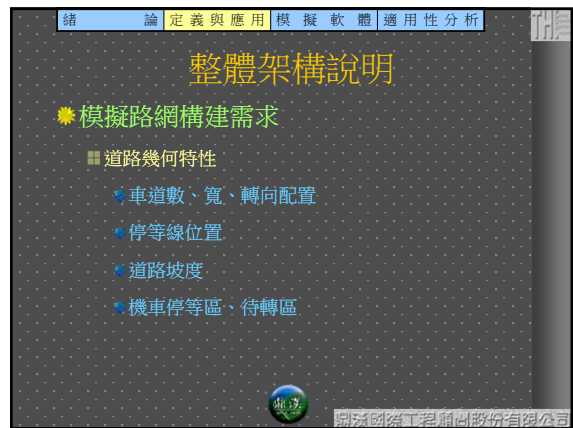 緒論 定義與應用 模擬軟體 適用性分析
THI
整體架構說明
模擬路網構建需求
道路幾何特性
車道數、寬、轉向配置
停等線位置
道路坡度
機車停等區、待轉區
鼎漢
鼎漢國際工程顧問股份有限公司